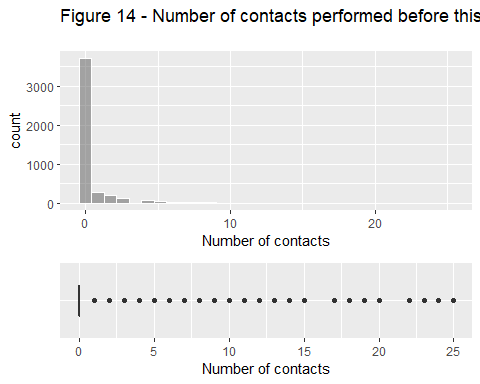 Figure 14 - Number of contacts performed before this
count
3000
2000
1000
0
0 10 20
Number of contacts
0 5 10 15 20 25
Number of contacts